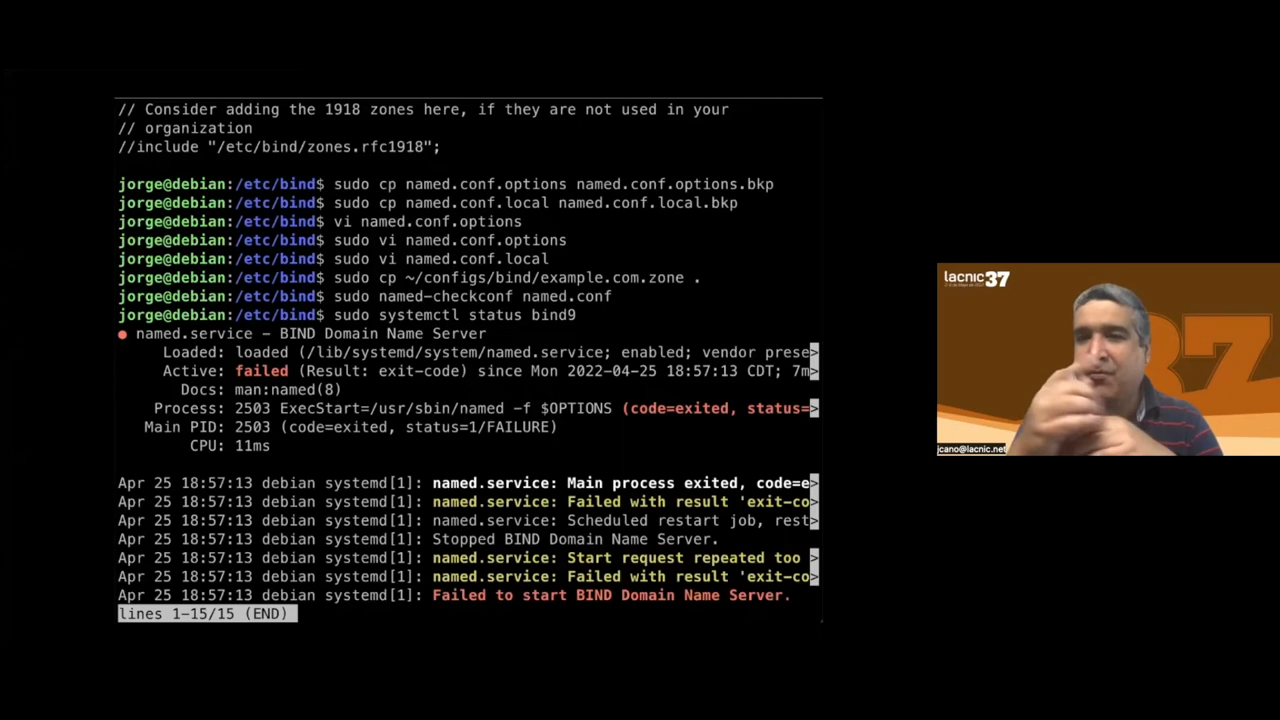 // Consider adding the 1918 zones here, if they are not used in your
// organization
//include "/etc/bind/zones.rfc1918";
jorge@debian:/etc/bind$ sudo cp named.conf.options named.conf.options.bkp
jorge@debian:/etc/bind$ sudo cp named.conf.local named.conf.local.bkp
jorge@debian:/etc/bind$ vi named.conf.options
jorge@debian:/etc/bind$ sudo vi named.conf.options
jorge@debian:/etc/bind$ sudo vi named.conf.local
jorge@debian:/etc/bind$ sudo cp ~/configs/bind/example.com.zone .
jorge@debian:/etc/bind$ sudo named-checkconf named.conf
jorge@debian:/etc/bind$ sudo systemctl status bind9
● named.service - BIND Domain Name Server
Loaded: loaded (/lib/systemd/system/named.service; enabled; vendor prese>
Active: failed (Result: exit-code) since Mon 2022-04-25 18:57:13 CDT; 7m>
Docs: man:named(8)
Process: 2503 ExecStart=/usr/sbin/named -f $OPTIONS (code=exited, status=>
Main PID: 2503 (code=exited, status=1/FAILURE)
CPU: 11ms
Apr 25 18:57:13 debian systemd[1]: named.service: Main process exited, code=e>
Apr 25 18:57:13 debian systemd[1]: named.service: Failed with result 'exit-co>
Apr 25 18:57:13 debian systemd[1]: named.service: Scheduled restart job, rest>
Apr 25 18:57:13 debian systemd[1]: Stopped BIND Domain Name Server.
Apr 25 18:57:13 debian systemd[1]: named.service: Start request repeated too >
Apr 25 18:57:13 debian systemd[1]: named.service: Failed with result 'exit-co>
Apr 25 18:57:13 debian systemd[1]: Failed to start BIND Domain Name Server.
lines 1-15/15 (END)
lacnic 37
37
jcano@lacnic.net